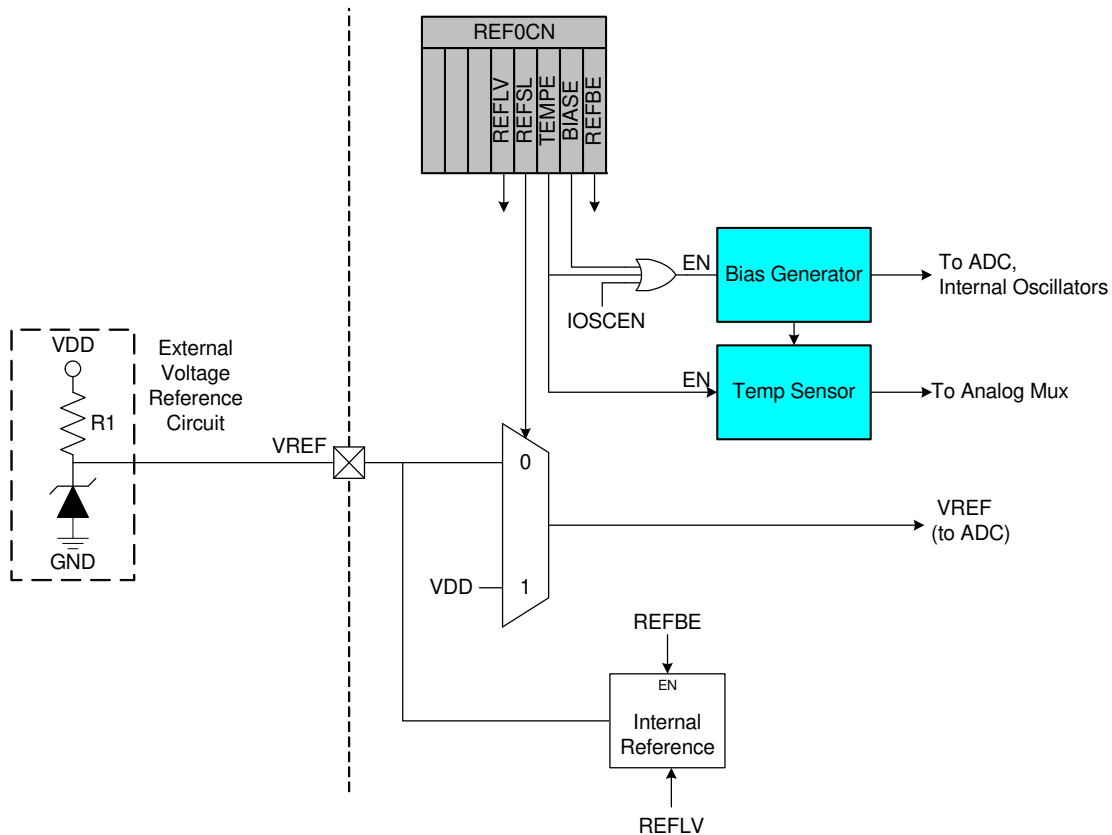 REF0CN
REFLV
REFSL
TEMPE
BIASE
REFBE
EN
Bias Generator
To ADC,
Internal Oscillators
IOSCEN
VDD
R1
GND
External
Voltage
Reference
Circuit
EN
Temp Sensor
To Analog Mux
VREF
0
VREF
(to ADC)
VDD
1
REFBE
EN
Internal
Reference
REFLV